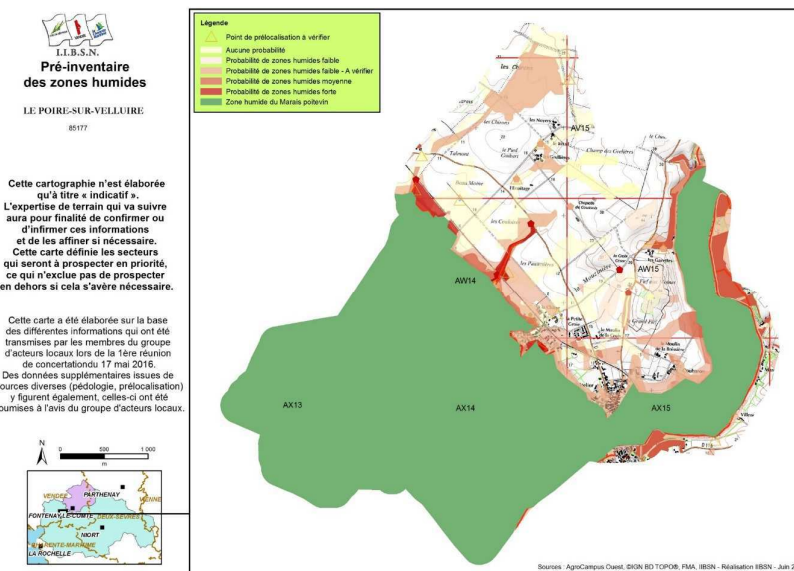 I.I.B.S.N.
Pré-inventaire
des zones humides
LE POIRE-SUR-VELLUIRE
85177
Cette cartographie n'est élaborée
qu'à titre « indicatif ».
L'expertise de terrain qui va suivre
aura pour finalité de confirmer ou
d'infirmer ces informations
et de les affiner si nécessaire.
Cette carte définie les secteurs
qui seront à prospecter en priorité,
ce qui n'exclue pas de prospecter
en dehors si cela s'avère nécessaire.
Cette carte a été élaborée sur la base
des différentes informations qui ont été
transmises par les membres du groupe
d'acteurs locaux lors de la 1ère réunion
de concertationdu 17 mai 2016.
Des données supplémentaires issues de
ources diverses (pédologie, prélocalisation)
y figurent également, celles-ci ont été
oumises à l'avis du groupe d'acteurs locaux.
N
0 500 1 000
m
VENDEE
PARTHENAY
VIENNE
FONTENAY-LE-COMTE
DEUX-SEVRES
NIORT
CHARENTE-MARITIME
LA ROCHELLE
Légende
Point de prélocalisation à vérifier
Aucune probabilité
Probabilité de zones humides faible
Probabilité de zones humides faible - A vérifier
Probabilité de zones humides moyenne
Probabilité de zones humides forte
Zone humide du Marais poitevin
AV15
AW14
AW15
AX13
AX14
AX15
Sources : AgroCampus Ouest, ©IGN BD TOPO®, FMA, IIBSN - Réalisation IIBSN - Juin 2